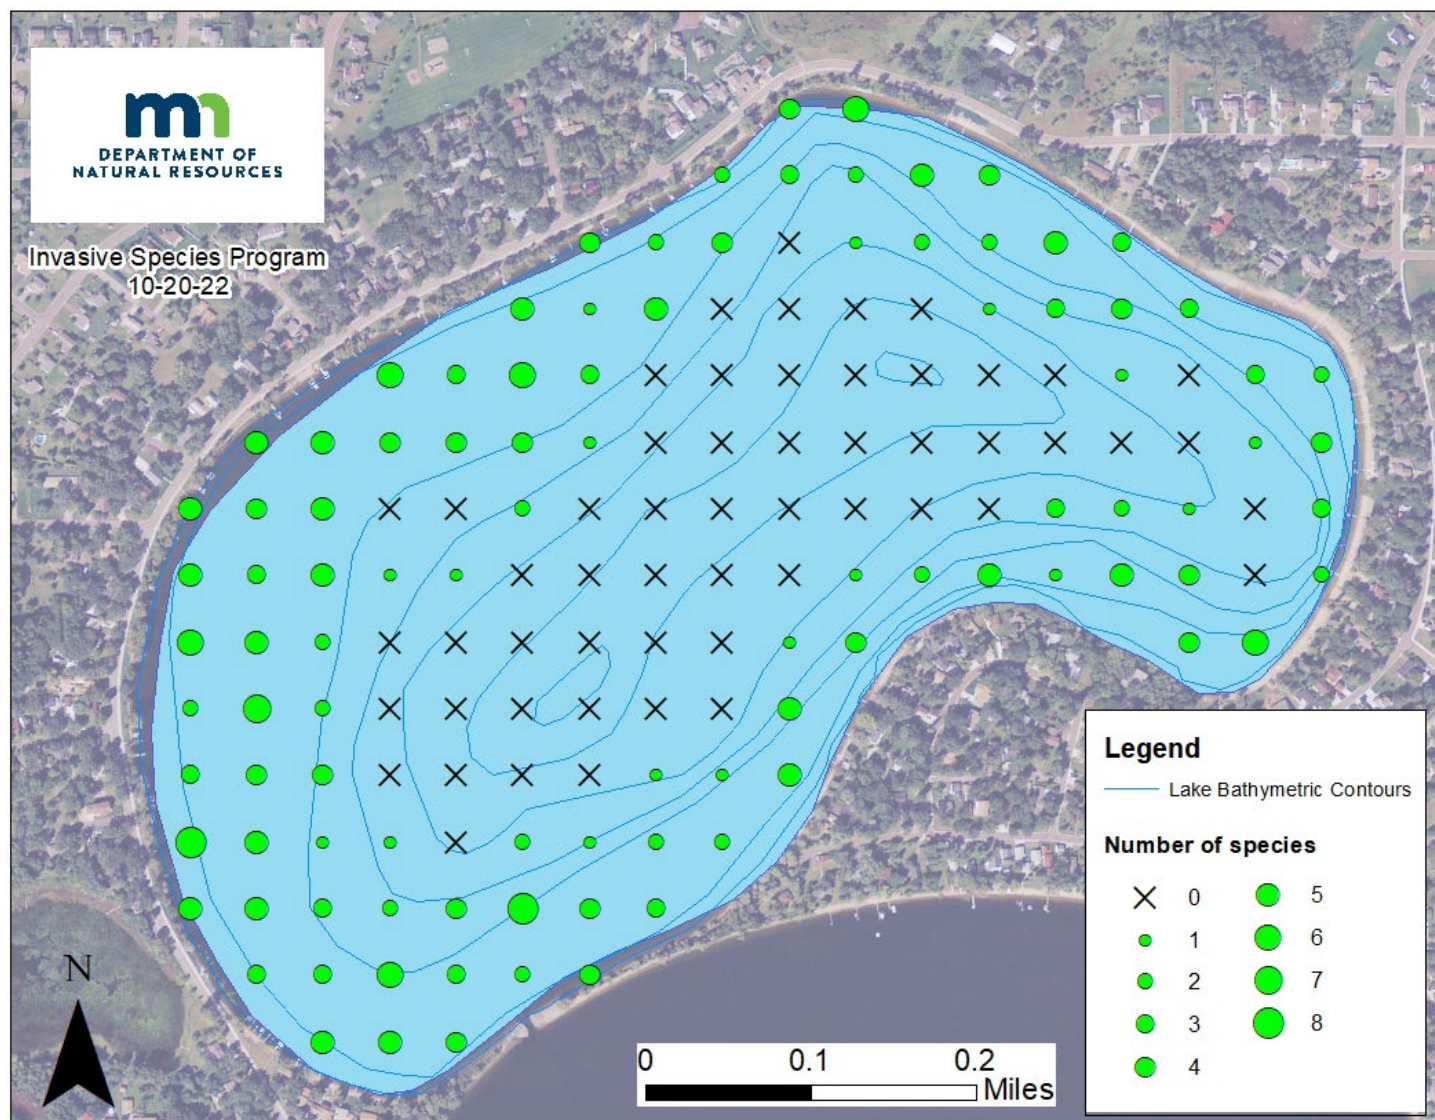 mn
DEPARTMENT OF
NATURAL RESOURCES
Invasive Species Program
10-20-22
N
0 0.1 0.2
Miles
Legend
Lake Bathymetric Contours
Number of species
0 5
1 6
2 7
3 8
4